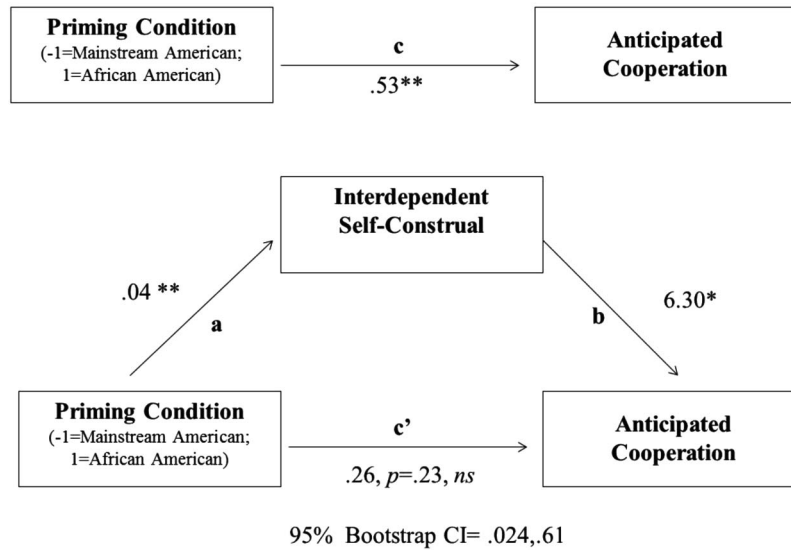 Priming Condition
(-1=Mainstream American;
1=African American)
c
.53**
Anticipated
Cooperation
Interdependent
Self-Construal
.04 **
a
b
6.30*
Priming Condition
(-1=Mainstream American;
1=African American)
c’
.26, p=.23, ns
Anticipated
Cooperation
95% Bootstrap CI= .024,.61